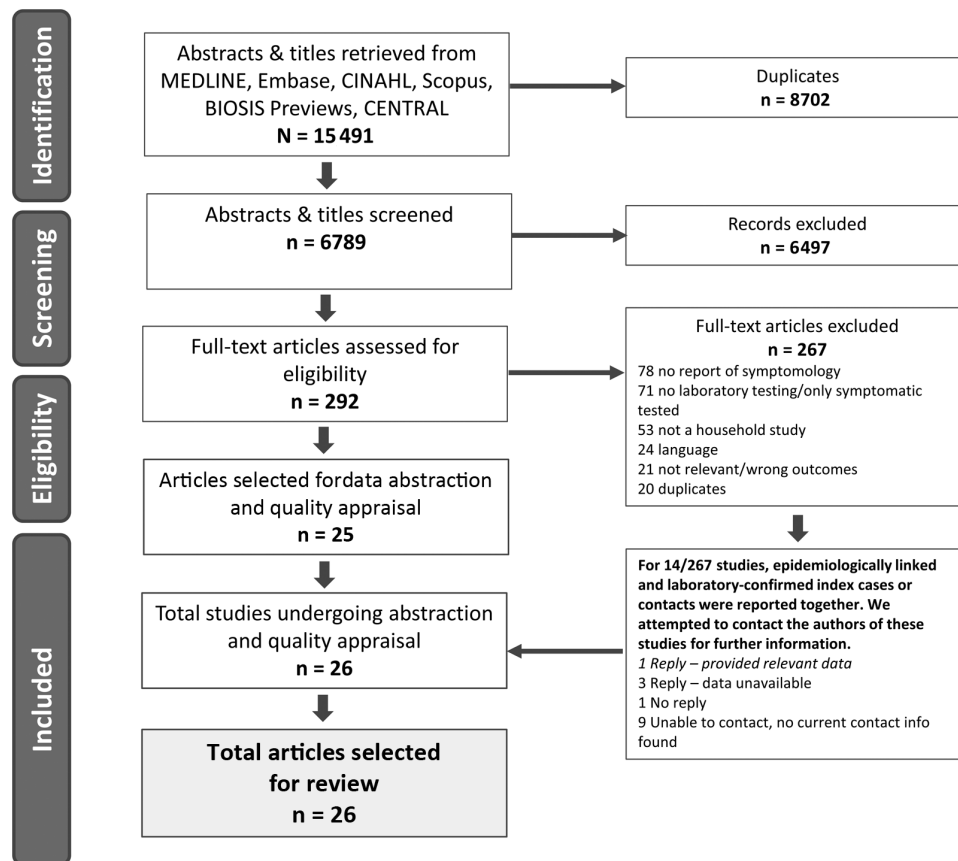 Identification
Abstracts & titles retrieved from
MEDLINE, Embase, CINAHL, Scopus,
BIOSIS Previews, CENTRAL
N = 15 491
Duplicates
n = 8702
Screening
Abstracts & titles screened
n = 6789
Records excluded
n = 6497
Eligibility
Full-text articles assessed for
eligibility
n = 292
Full-text articles excluded
n = 267
78 no report of symptomology
71 no laboratory testing/only symptomatic
tested
53 not a household study
24 language
21 not relevant/wrong outcomes
20 duplicates
Articles selected fordata abstraction
and quality appraisal
n = 25
Included
For 14/267 studies, epidemiologically linked
and laboratory-confirmed index cases or
contacts were reported together. We
attempted to contact the authors of these
studies for further information.
1 Reply – provided relevant data
3 Reply – data unavailable
1 No reply
9 Unable to contact, no current contact info
found
Total studies undergoing abstraction
and quality appraisal
n = 26
Total articles selected
for review
n = 26